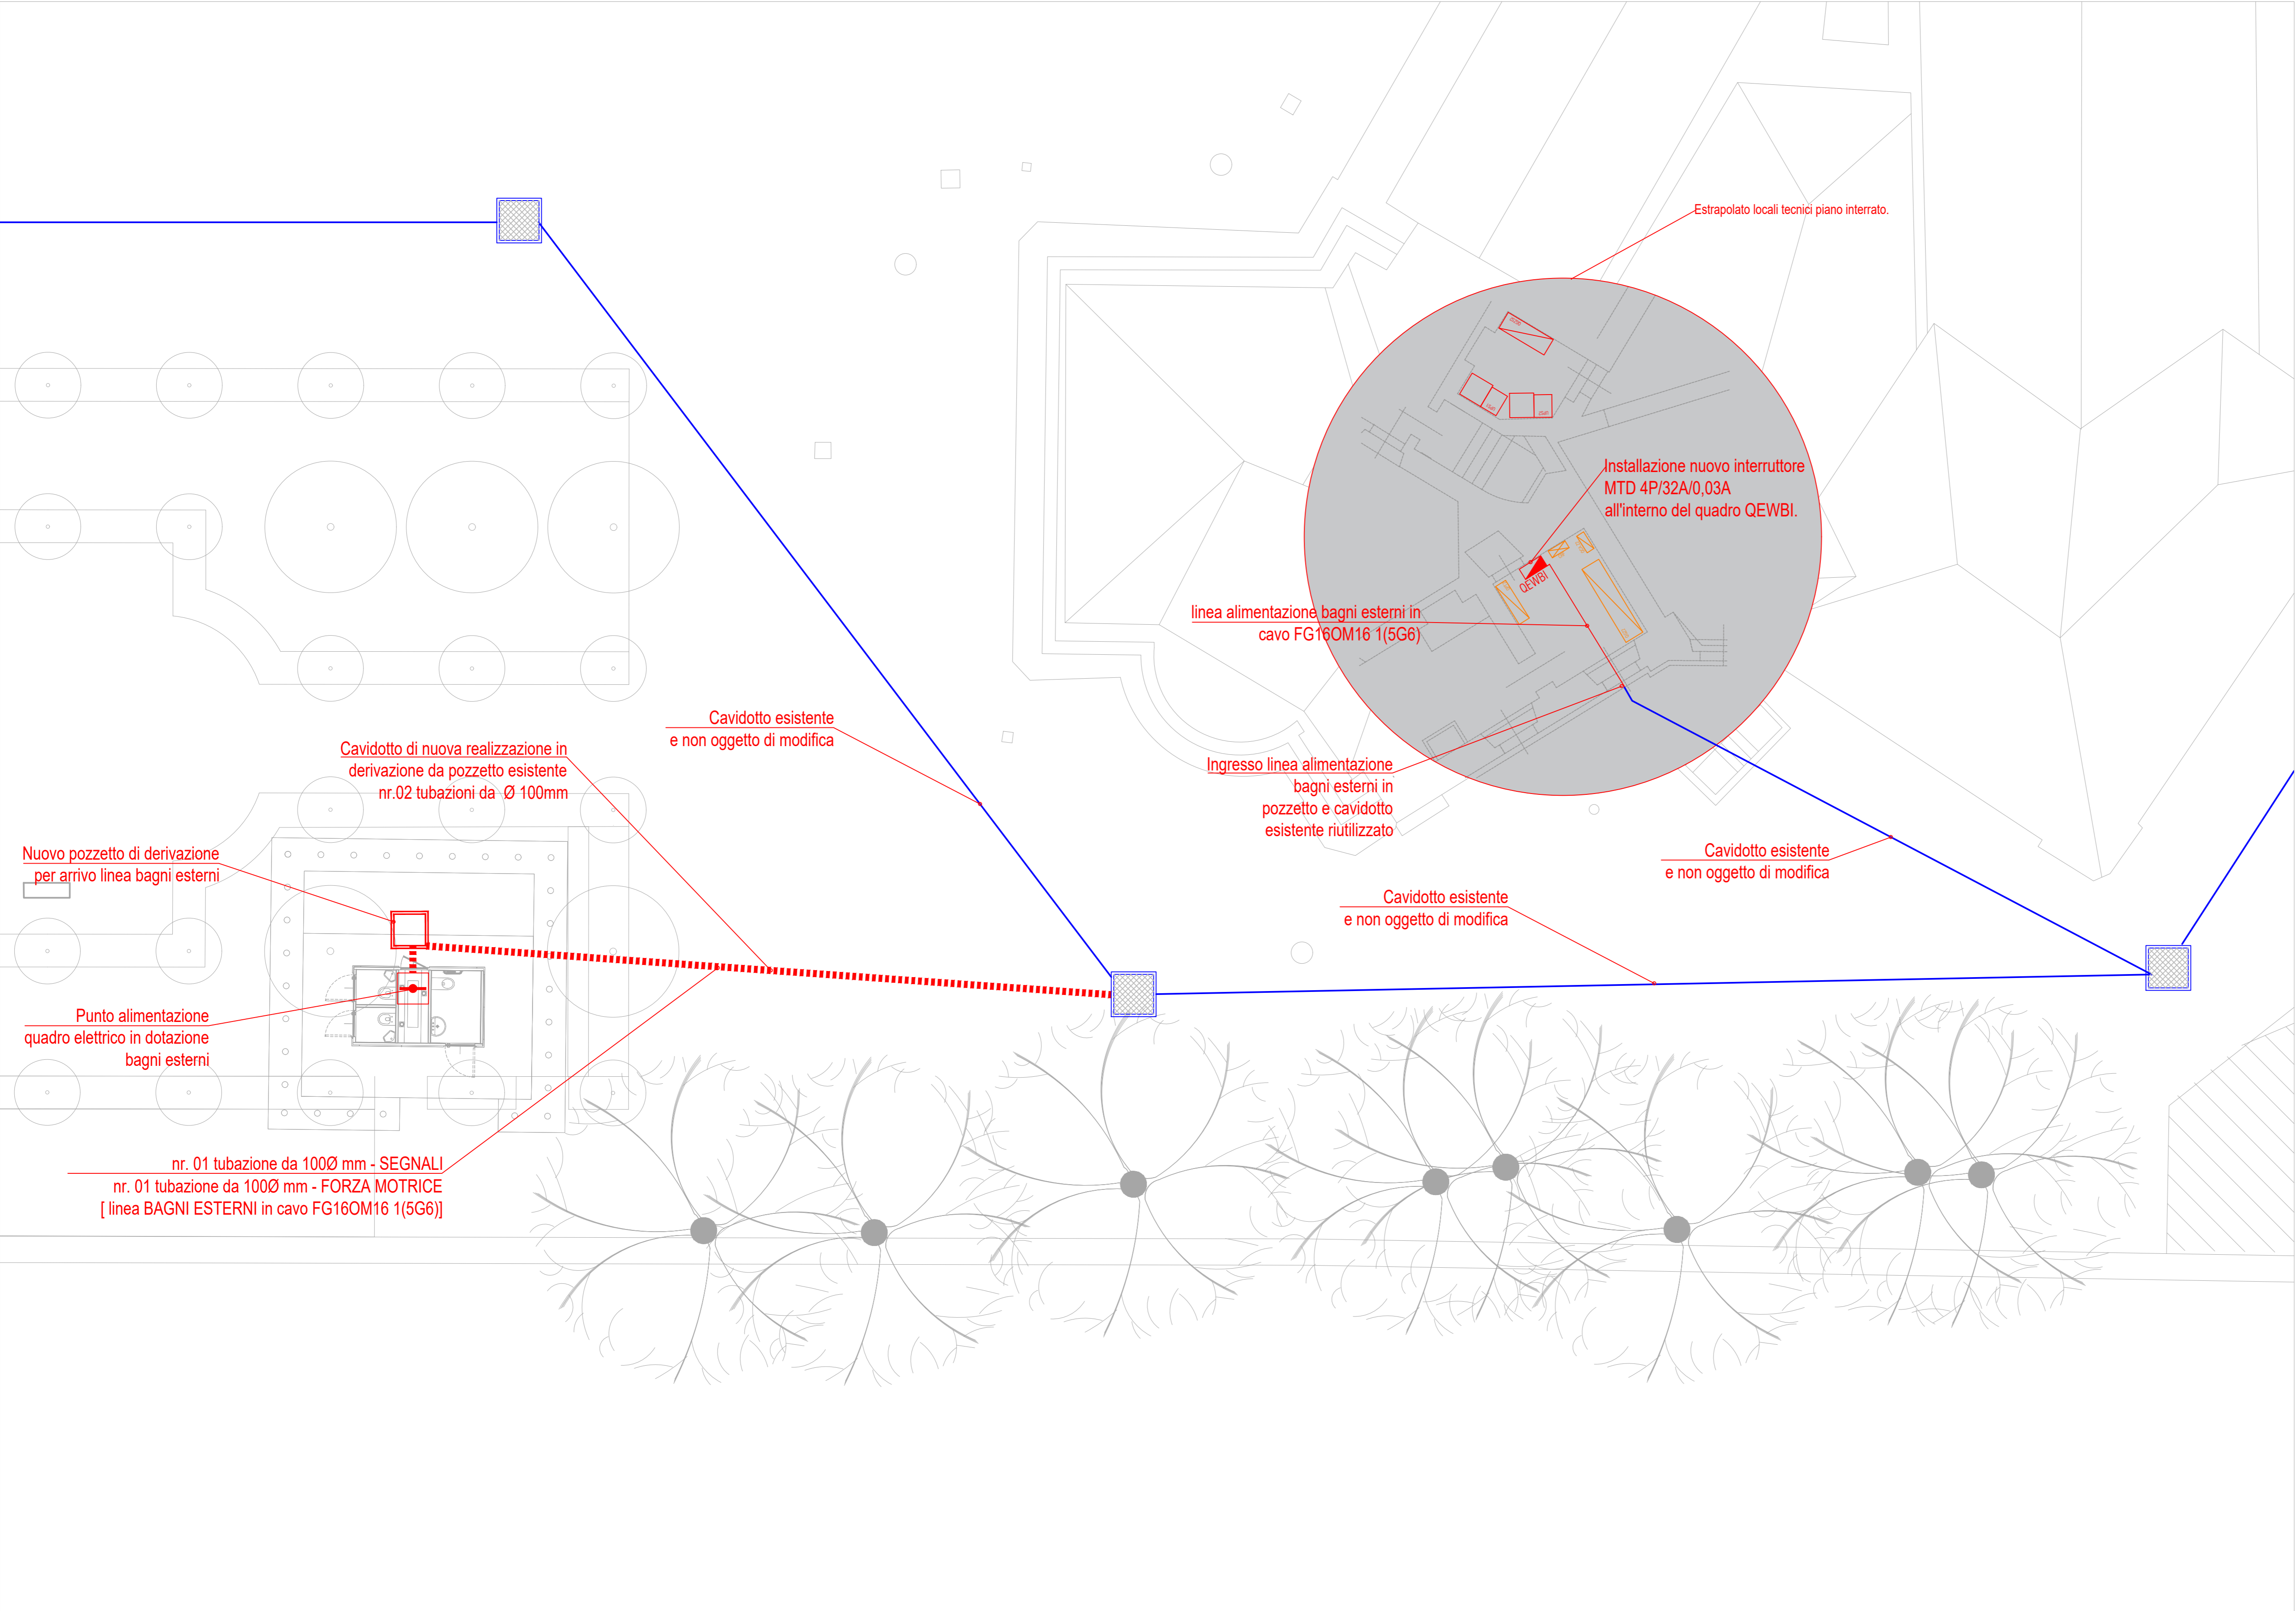 Estrapolato locali tecnici piano interrato.
Installazione nuovo interruttore
MTD 4P/32A/0,03A
all'interno del quadro QEWBI.
QEWBI
linea alimentazione bagni esterni in
cavo FG16OM16 1(5G6)
Cavidotto esistente
e non oggetto di modifica
Cavidotto di nuova realizzazione in
derivazione da pozzetto esistente
nr.02 tubazioni da Ø 100mm
Ingresso linea alimentazione
bagni esterni in
pozzetto e cavidotto
esistente riutilizzato
Nuovo pozzetto di derivazione
per arrivo linea bagni esterni
Cavidotto esistente
e non oggetto di modifica
Cavidotto esistente
e non oggetto di modifica
Punto alimentazione
quadro elettrico in dotazione
bagni esterni
nr. 01 tubazione da 100Ø mm - SEGNALI
nr. 01 tubazione da 100Ø mm - FORZA MOTRICE
[ linea BAGNI ESTERNI in cavo FG16OM16 1(5G6)]